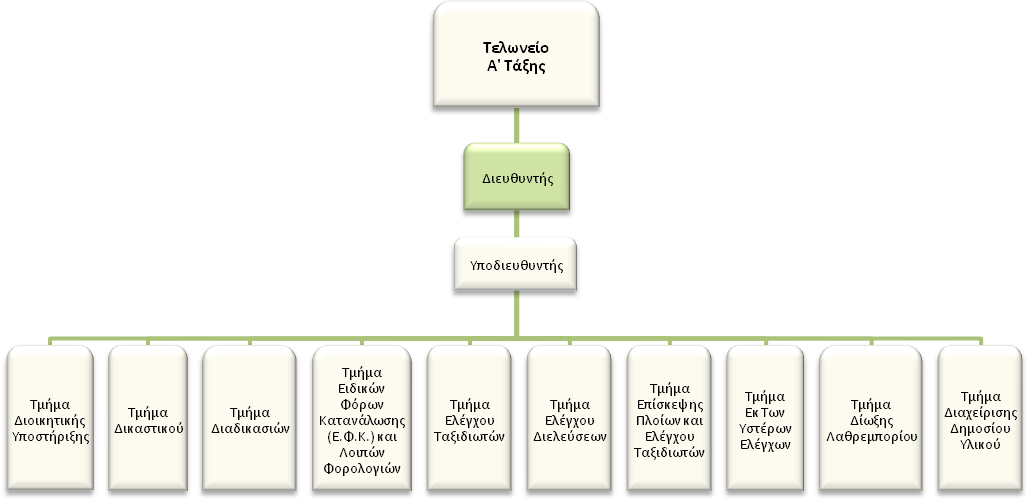 Τελωνείο
Α' Τάξης
Διευθυντής
Υποδιευθυντής
Τμήμα
Διοικητικής
Υποστήριξης
Τμήμα
Δικαστικού
Τμήμα
Διαδικασιών
Τμήμα
Ειδικών
Φόρων
Κατανάλωσης
(Ε.Φ.Κ.) και
Λοιπών
Φορολογιών
Τμήμα
Ελέγχου
Ταξιδιωτών
Τμήμα
Ελέγχου
Διελεύσεων
Τμήμα
Επίσκεψης
Πλοίων και
Ελέγχου
Ταξιδιωτών
Τμήμα
Εκ Των
Υστέρων
Ελέγχων
Τμήμα
Δίωξης
Λαθρεμπορίου
Τμήμα
Διαχείρισης
Δημοσίου
Υλικού